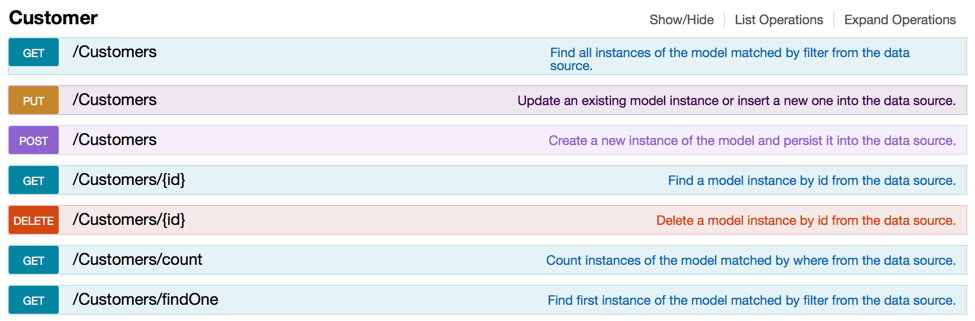 Customer
Show/Hide
List Operations
Expand Operations
GET
/Customers
Find all instances of the model matched by filter from the data
source.
PUT
/Customers
Update an existing model instance or insert a new one into the data source.
POST
/Customers
Create a new instance of the model and persist it into the data source.
GET
/Customers/{id}
Find a model instance by id from the data source.
DELETE
/Customers/{id}
Delete a model instance by id from the data source.
GET
/Customers/count
Count instances of the model matched by where from the data source.
GET
/Customers/findOne
Find first instance of the model matched by filter from the data source.